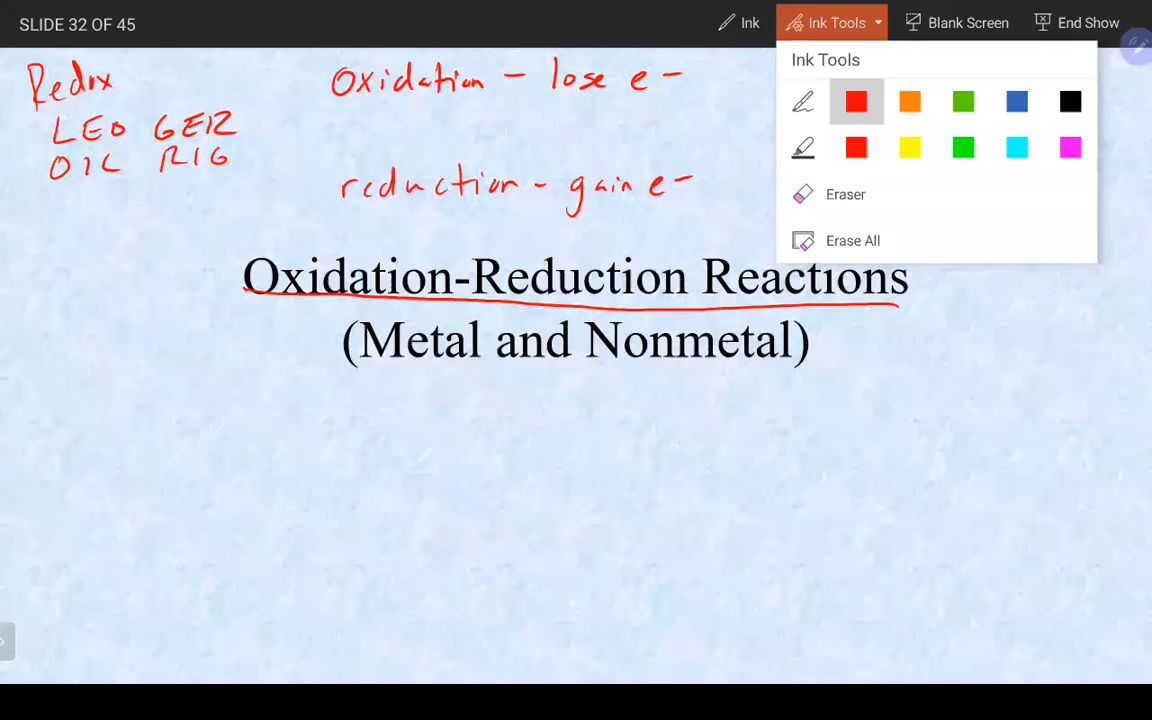 SLIDE 32 OF 45
Ink
Ink Tools
Blank Screen
End Show
Ink Tools
Eraser
Erase All
Redox
LEO GER
OIL RIG
Oxidation - lose e-
reduction - gain e-
Oxidation-Reduction Reactions
(Metal and Nonmetal)